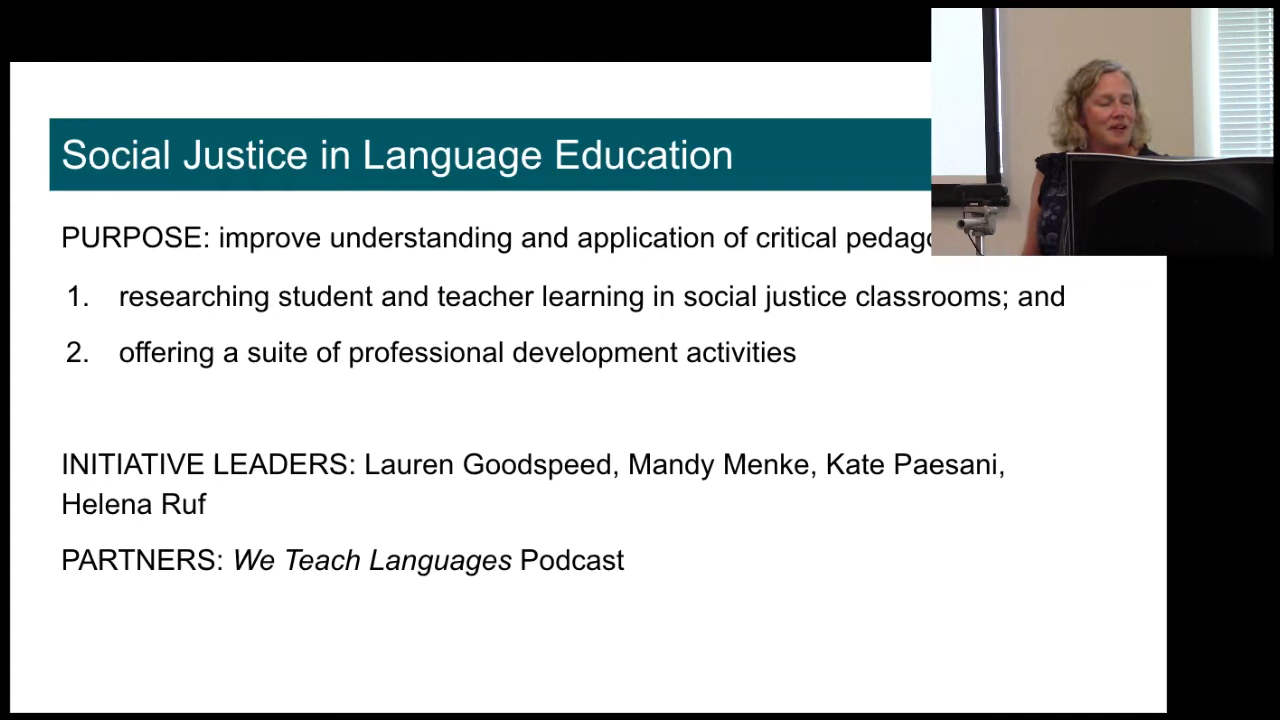 Social Justice in Language Education
PURPOSE: improve understanding and application of critical
1. researching student and teacher learning in social justice classrooms; and
2. offering a suite of professional development activities
INITIATIVE LEADERS: Lauren Goodspeed, Mandy Menke, Kate Paesani,
Helena Ruf
PARTNERS: We Teach Languages Podcast